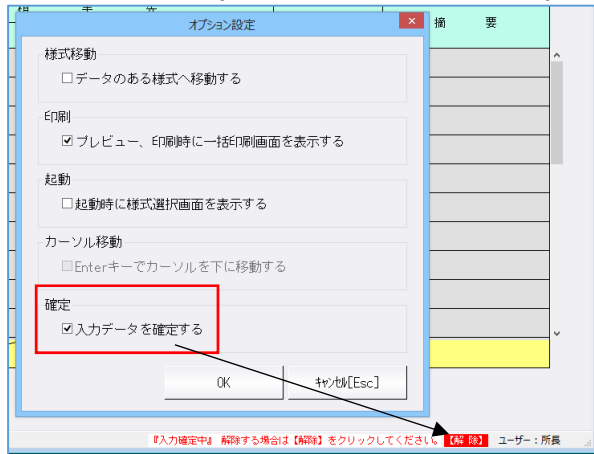 オプション設定
摘 要
様式移動
データのある様式へ移動する
印刷
プレビュー、印刷時に一括印刷画面を表示する
起動
起動時に様式選択画面を表示する
カーソル移動
Enterキーでカーソルを下に移動する
確定
入力データを確定する
OK ｷｬﾝｾﾙ[Esc]
『入力確定中』 解除する場合は【解除】をクリックしてください。 【解 除】 ユーザー：所長